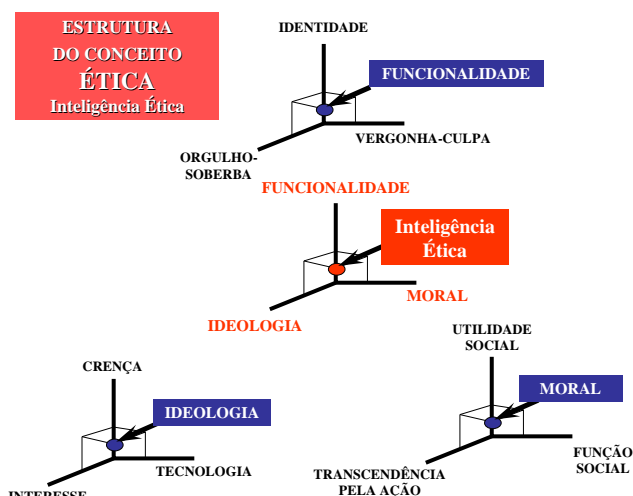 ESTRUTURA
DO CONCEITO
ÉTICA
Inteligência Ética
IDENTIDADE
FUNCIONALIDADE
VERGONHA-CULPA
ORGULHO-
SOBERBA
FUNCIONALIDADE
Inteligência
Ética
MORAL
IDEOLOGIA
CRENÇA
IDEOLOGIA
TECNOLOGIA
INTERESSE
UTILIDADE
SOCIAL
MORAL
FUNÇÃO
SOCIAL
TRANSCENDÊNCIA
PELA AÇÃO